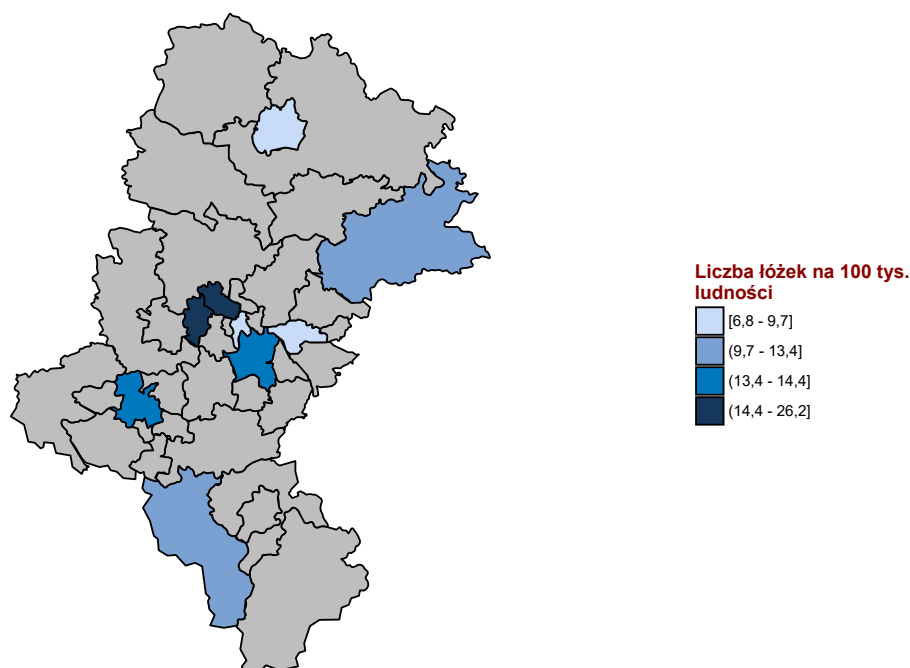 Liczba łóżek na 100 tys.
ludności
[6,8 - 9,7]
(9,7 - 13,4]
(13,4 - 14,4]
(14,4 - 26,2]